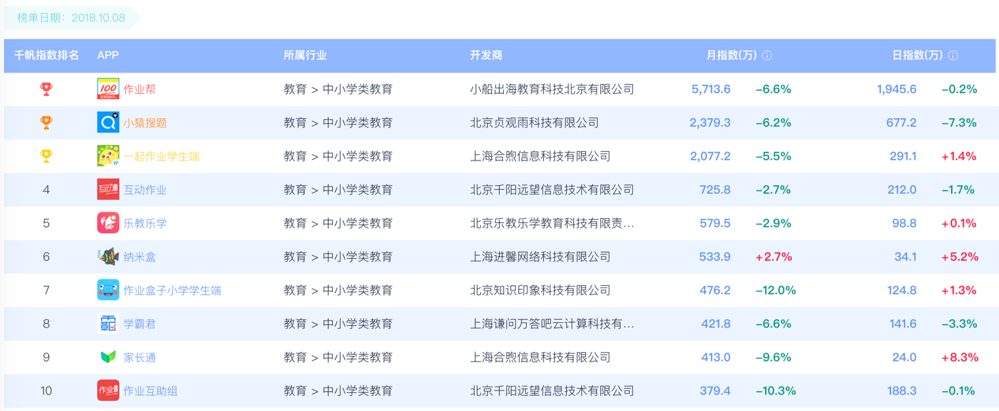 榜单日期：2018.10.08
千帆指数排名 APP 所属行业 开发商 月指数(万) 日指数(万)
100 作业帮 教育 > 中小学类教育 小船出海教育科技北京有限公司 5,713.6 -6.6% 1,945.6 -0.2%
小猿搜题 教育 > 中小学类教育 北京贞观雨科技有限公司 2,379.3 -6.2% 677.2 -7.3%
一起作业学生端 教育 > 中小学类教育 上海合煦信息科技有限公司 2,077.2 -5.5% 291.1 +1.4%
4 互动作业 教育 > 中小学类教育 北京千阳远望信息技术有限公司 725.8 -2.7% 212.0 -1.7%
5 乐教乐学 教育 > 中小学类教育 北京乐教乐学教育科技有限责... 579.5 -2.9% 98.8 +0.1%
6 纳米盒 教育 > 中小学类教育 上海进馨网络科技有限公司 533.9 +2.7% 34.1 +5.2%
7 作业盒子小学学生端 教育 > 中小学类教育 北京知识印象科技有限公司 476.2 -12.0% 124.8 +1.3%
8 学霸君 教育 > 中小学类教育 上海谦问万答吧云计算科技有... 421.8 -6.6% 141.6 -3.3%
9 家长通 教育 > 中小学类教育 上海合煦信息科技有限公司 413.0 -9.6% 24.0 +8.3%
10 作业互助组 教育 > 中小学类教育 北京千阳远望信息技术有限公司 379.4 -10.3% 188.3 -0.1%